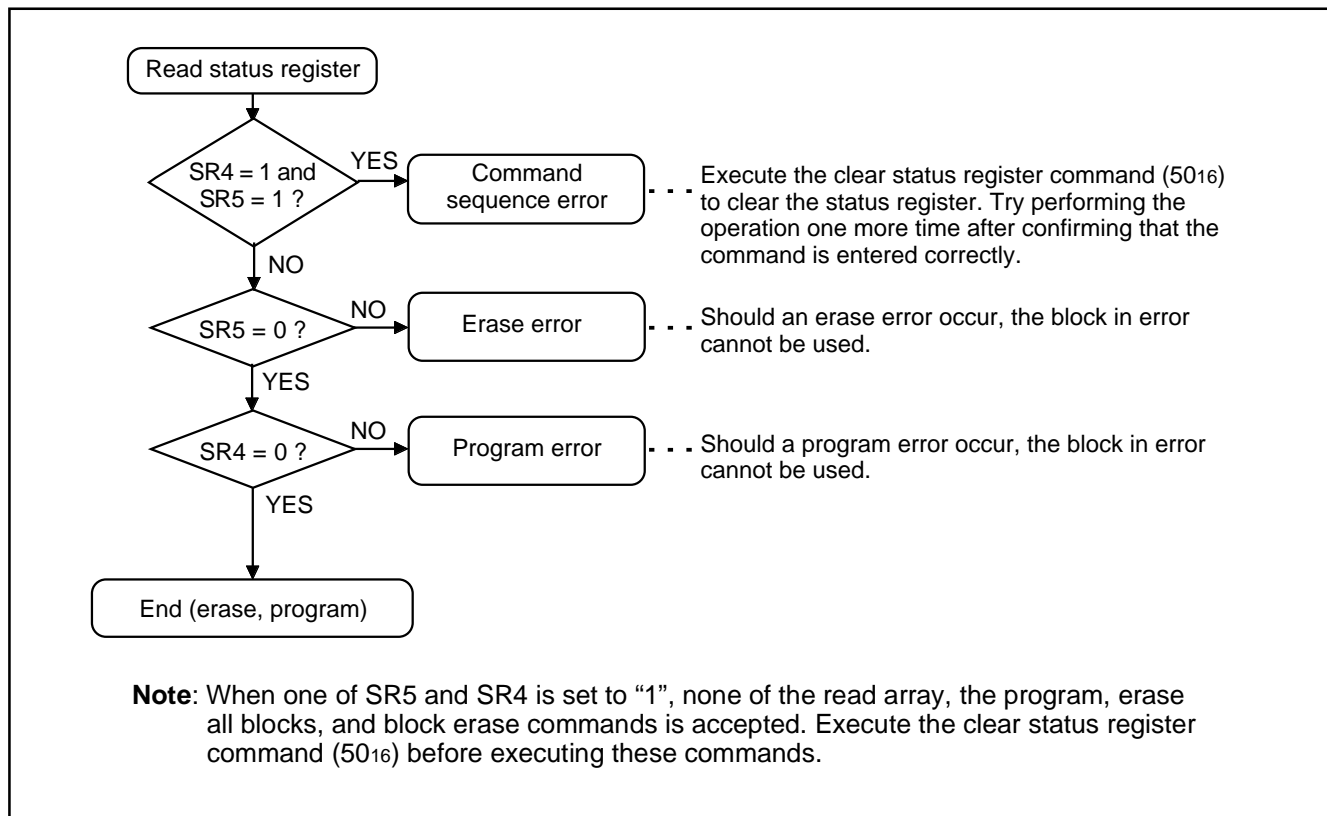 Read status register
SR4 = 1 and
SR5 = 1 ?
YES
Command
sequence error
Execute the clear status register command (5016)
to clear the status register. Try performing the
operation one more time after confirming that the
command is entered correctly.
NO
SR5 = 0 ?
NO
Erase error
Should an erase error occur, the block in error
cannot be used.
YES
SR4 = 0 ?
NO
Program error
Should a program error occur, the block in error
cannot be used.
YES
End (erase, program)
Note: When one of SR5 and SR4 is set to “1”, none of the read array, the program, erase
all blocks, and block erase commands is accepted. Execute the clear status register
command (5016) before executing these commands.